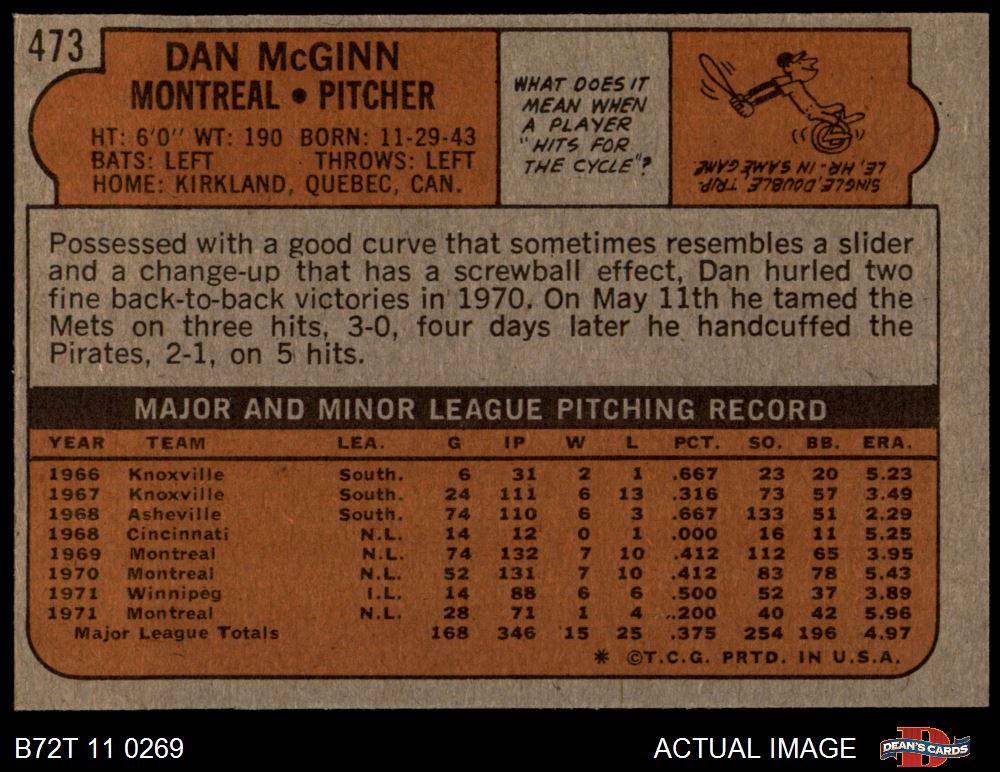 473
DAN McGINN
MONTREAL • PITCHER
HT: 6'0" WT: 190 BORN: 11-29-43
BATS: LEFT THROWS: LEFT
HOME: KIRKLAND, QUEBEC, CAN.
WHAT DOES IT
MEAN WHEN
A PLAYER
"HITS FOR
THE CYCLE"?
SINGLE, DOUBLE, TRIP-
LE, HR - IN SAME GAME.
Possessed with a good curve that sometimes resembles a slider
and a change-up that has a screwball effect, Dan hurled two
fine back-to-back victories in 1970. On May 11th he tamed the
Mets on three hits, 3-0, four days later he handcuffed the
Pirates, 2-1, on 5 hits.
MAJOR AND MINOR LEAGUE PITCHING RECORD
YEAR TEAM LEA. G IP W L PCT. SO. BB. ERA.
1966 Knoxville South. 6 31 2 1 .667 23 20 5.23
1967 Knoxville South. 24 111 6 13 .316 73 57 3.49
1968 Asheville South. 74 110 6 3 .667 133 51 2.29
1968 Cincinnati N.L. 14 12 0 1 .000 16 11 5.25
1969 Montreal N.L. 74 132 7 10 .412 112 65 3.95
1970 Montreal N.L. 52 131 7 10 .412 83 78 5.43
1971 Winnipeg I.L. 14 88 6 6 .500 52 37 3.89
1971 Montreal N.L. 28 71 1 4 .200 40 42 5.96
Major League Totals 168 346 15 25 .375 254 196 4.97
* ©T.C.G. PRTD. IN U.S.A.
B72T 11 0269 ACTUAL IMAGE DEAN'S CARDS